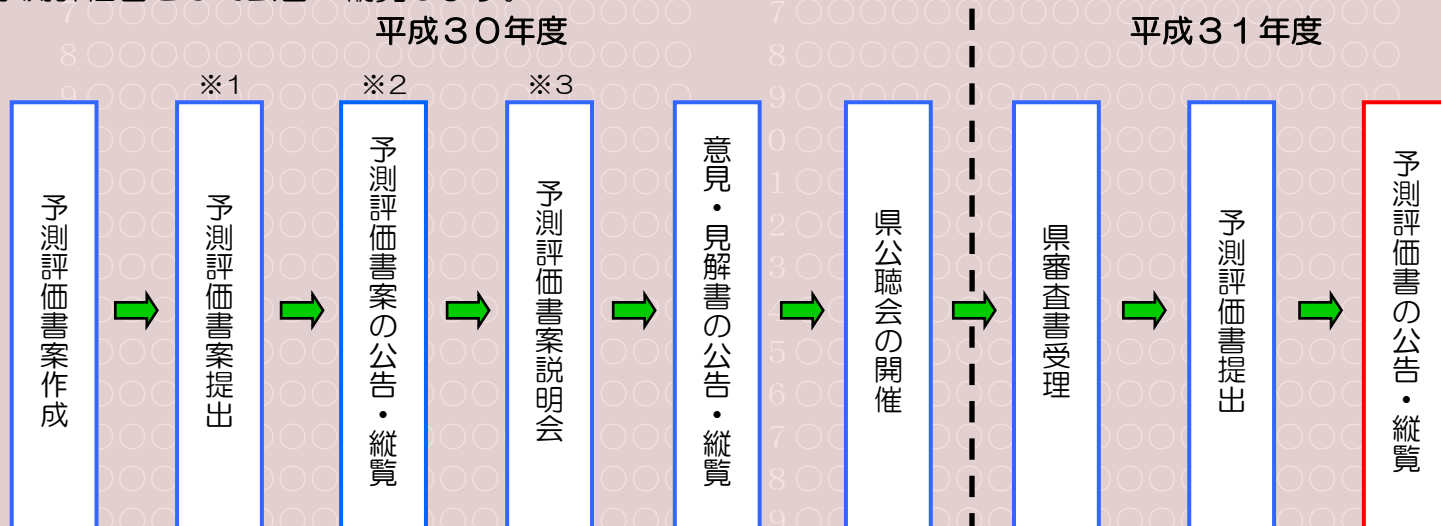 平成３０年度
平成３１年度
※１
※２
※３
予測評価書案作成
予測評価書案提出
予測評価書案の公告・縦覧
予測評価書案説明会
意見・見解書の公告・縦覧
県公聴会の開催
県審査書受理
予測評価書提出
予測評価書の公告・縦覧